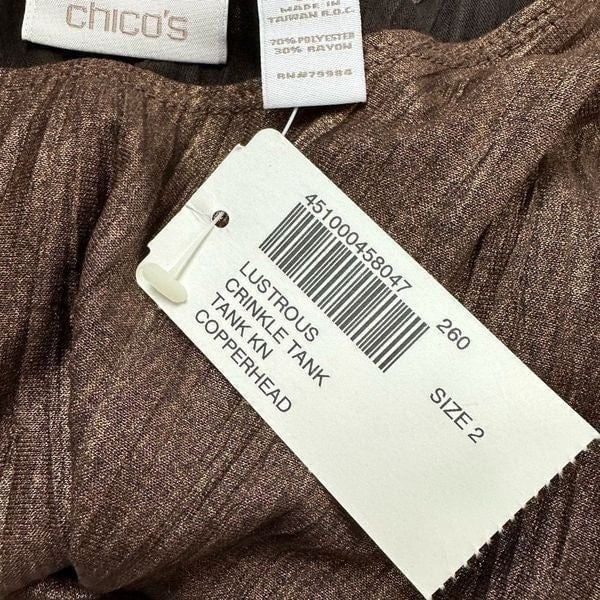 chico's
MADE IN
TAIWAN R.O.C.
70% POLYESTER
30% RAYON
RN#79984
451000458047
260
LUSTROUS
CRINKLE TANK
TANK KN
COPPERHEAD
SIZE 2